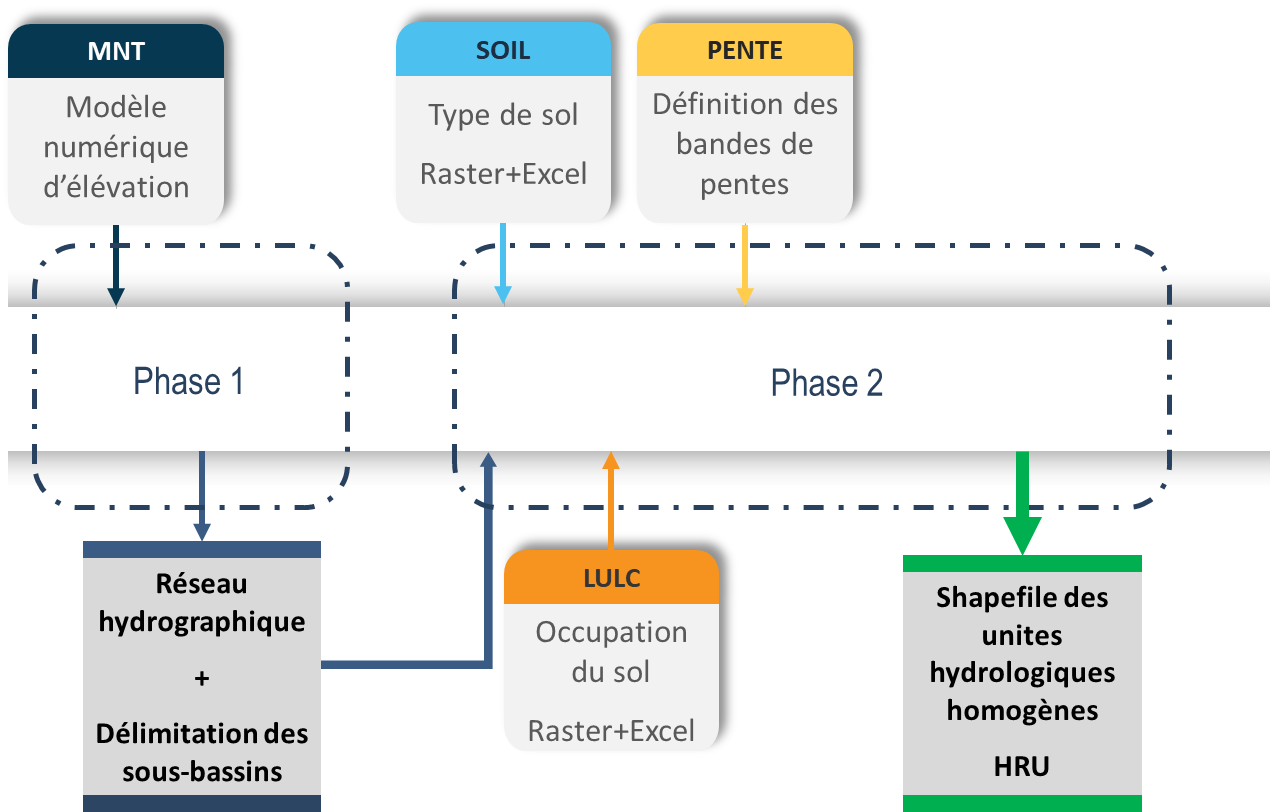 MNT
Modèle
numérique
d’élévation
SOIL
Type de sol
Raster+Excel
PENTE
Définition des
bandes de
pentes
Phase 1
Phase 2
Réseau
hydrographique
+
Délimitation des
sous-bassins
LULC
Occupation
du sol
Raster+Excel
Shapefile des
unites
hydrologiques
homogènes
HRU